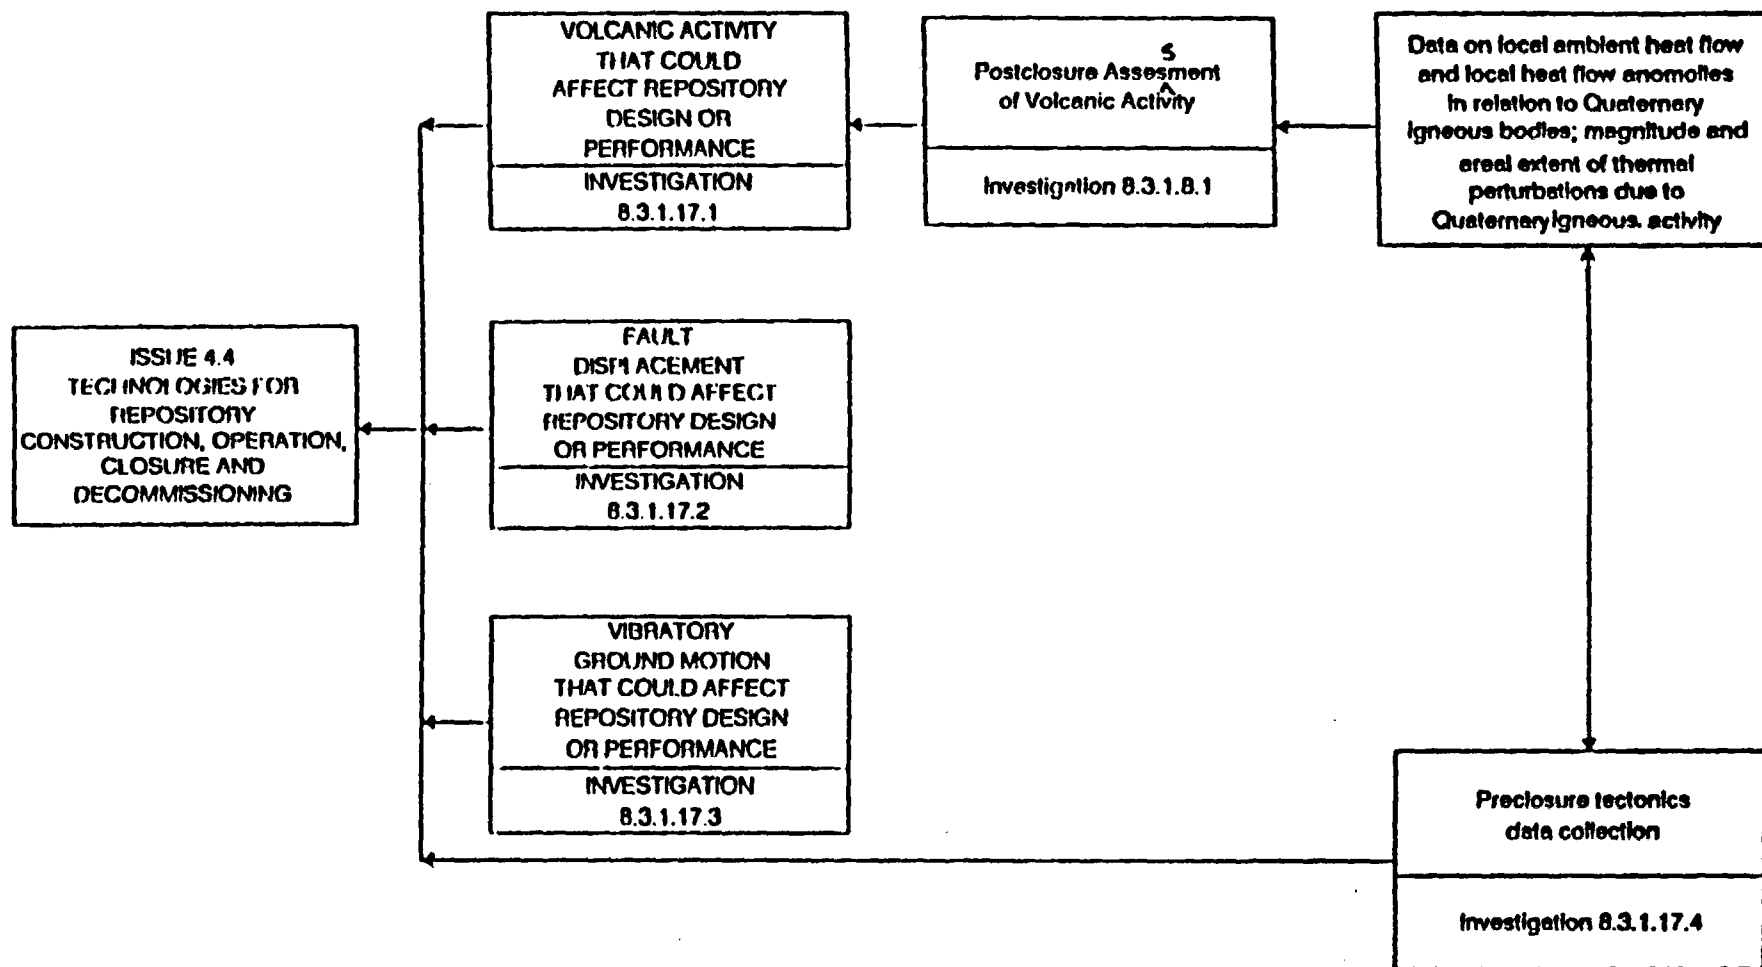 VOLCANIC ACTIVITY
THAT COULD
AFFECT REPOSITORY
DESIGN OR
PERFORMANCE
INVESTIGATION
8.3.1.17.1
s
Postclosure Assesment
^
of Volcanic Activity
Investigation 8.3.1.8.1
Data on local ambient heat flow
and local heat flow anomolies
in relation to Quaternary
igneous bodies; magnitude and
areal extent of thermal
perturbations due to
Quaternary igneous. activity
ISSUE 4.4
TECHNOLOGIES FOR
REPOSITORY
CONSTRUCTION, OPERATION,
CLOSURE AND
DECOMMISSIONING
FAULT
DISPLACEMENT
THAT COULD AFFECT
REPOSITORY DESIGN
OR PERFORMANCE
INVESTIGATION
8.3.1.17.2
VIBRATORY
GROUND MOTION
THAT COULD AFFECT
REPOSITORY DESIGN
OR PERFORMANCE
INVESTIGATION
8.3.1.17.3
Preclosure tectonics
data collection
Investigation 8.3.1.17.4